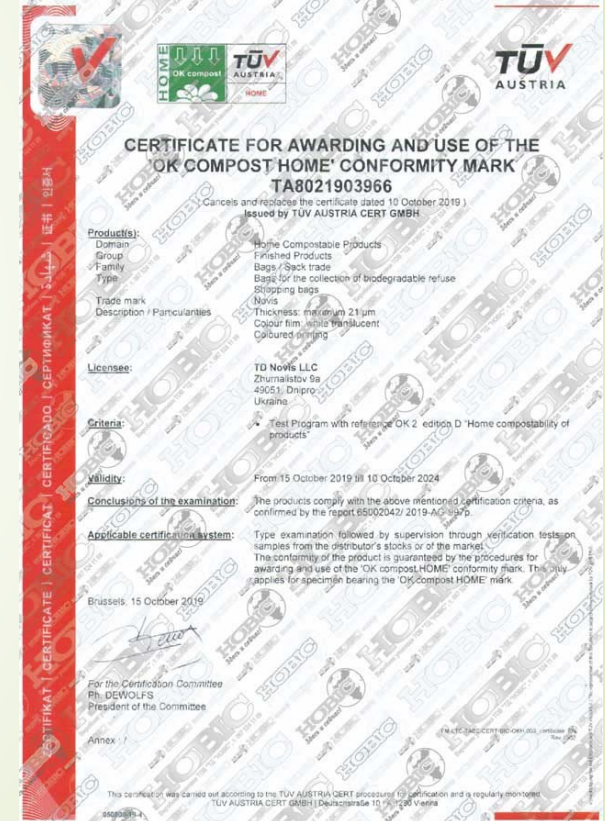 HOME
OK compost
TÜV
AUSTRIA
HOME
TÜV
AUSTRIA
CERTIFICATE FOR AWARDING AND USE OF THE
'OK COMPOST HOME' CONFORMITY MARK
TA8021903966
( Cancels and replaces the certificate dated 10 October 2019 )
Issued by TÜV AUSTRIA CERT GMBH
Product(s):
Domain Home Compostable Products
Group Finished Products
Family Bags / Sack trade
Type Bags for the collection of biodegradable refuse
Shopping bags
Trade mark Novis
Description / Particularities Thickness: maximum 21 µm
Colour film: white translucent
Coloured printing
Licensee: TD Novis LLC
Zhurnalistov 9a
49051, Dnipro
Ukraine
Criteria: • Test Program with reference OK 2 edition D "Home compostability of
products"
Validity: From 15 October 2019 till 10 October 2024
Conclusions of the examination: The products comply with the above mentioned certification criteria, as
confirmed by the report 65002042/ 2019-AG
Applicable certification system: Type examination followed by supervision through verification tests on
samples from the distributor's stocks or of the market.
The conformity of the product is guaranteed by the procedures for
awarding and use of the 'OK compost HOME' conformity mark. This only
applies for specimen bearing the 'OK compost HOME' mark.
Brussels, 15 October 2019
For the Certification Committee
Ph. DEWOLFS
President of the Committee
Annex : /
This certification was carried out according to the TÜV AUSTRIA CERT procedures for certification and is regularly monitored.
TÜV AUSTRIA CERT GMBH | Deutschstraße 10 | A-1230 Vienna
ZERTIFIKAT | CERTIFICATE | CERTIFICAT | CERTIFICADO | СЕРТИФИКАТ | شهادة | 证书 | 인증서
НОВІС